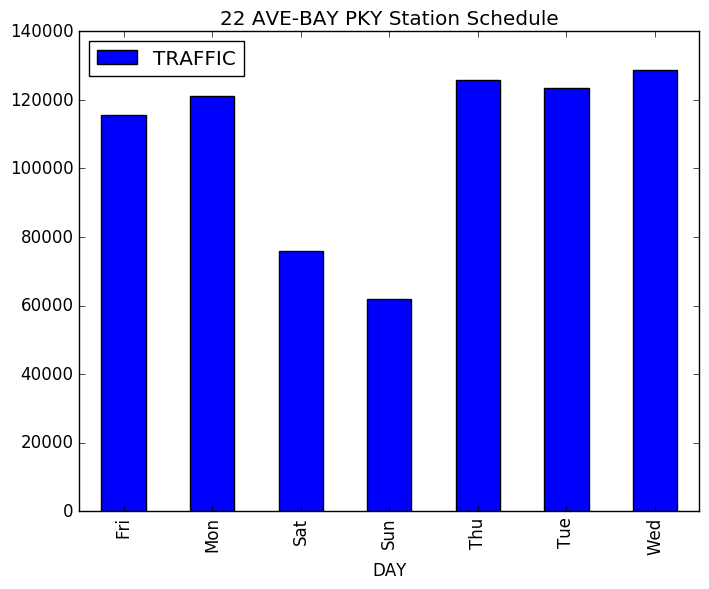 22 AVE-BAY PKY Station Schedule
140000
TRAFFIC
120000
100000
80000
60000
40000
20000
0
Fri
Mon
Sat
Sun
Thu
Tue
Wed
DAY